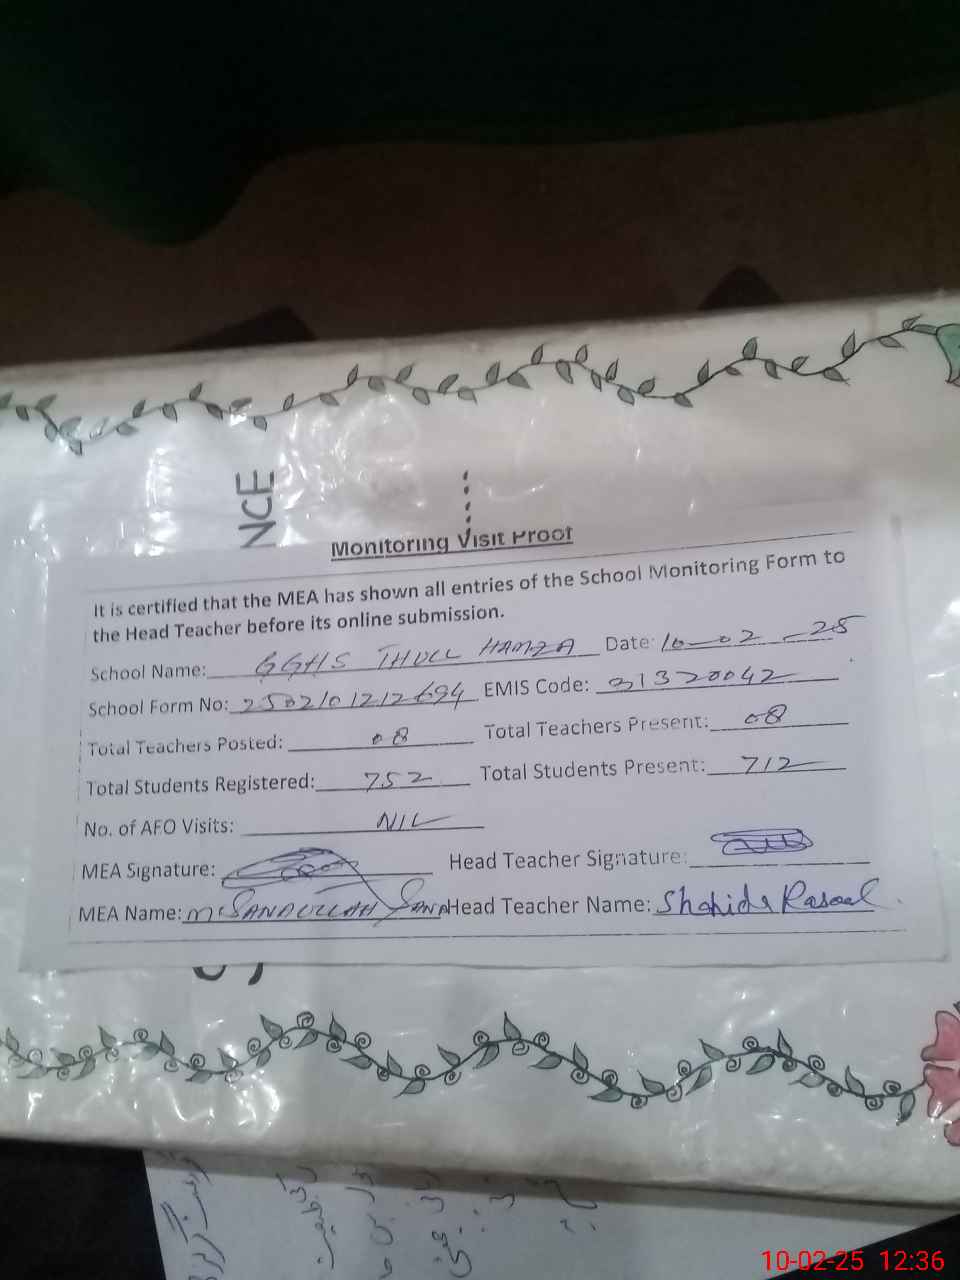 NCE
Monitoring Visit Proof
It is certified that the MEA has shown all entries of the School Monitoring Form to
the Head Teacher before its online submission.
School Name: GGHS THULL HAMZA Date: 10-02-25
School Form No: 2502101212694 EMIS Code: 31320042
Total Teachers Posted: 08 Total Teachers Present: 08
Total Students Registered: 752 Total Students Present: 712
No. of AFO Visits: NIL
MEA Signature: Head Teacher Signature:
MEA Name: M SANAULLAH SANA Head Teacher Name: Shahida Rasool
10-02-25 12:36